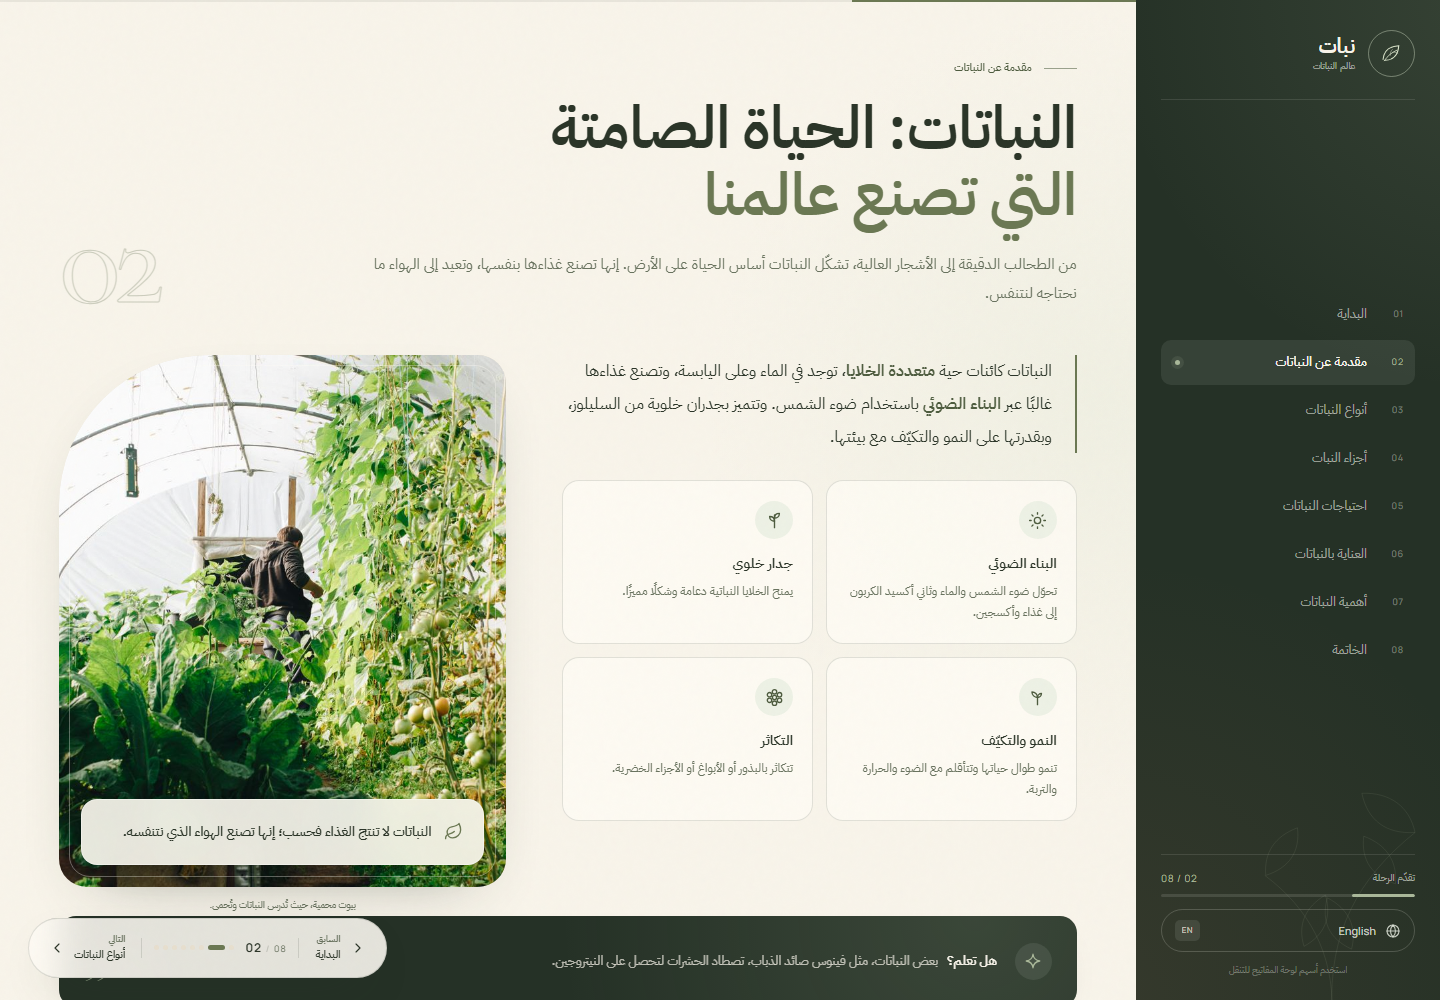 نبات
عالم النباتات
01 البداية
02 مقدمة عن النباتات
03 أنواع النباتات
04 أجزاء النبات
05 احتياجات النباتات
06 العناية بالنباتات
07 أهمية النباتات
08 الخاتمة
تقدّم الرحلة 08 / 02
English EN
استخدم أسهم لوحة المفاتيح للتنقل
مقدمة عن النباتات
النباتات: الحياة الصامتة
التي تصنع عالمنا
من الطحالب الدقيقة إلى الأشجار العالية، تشكّل النباتات أساس الحياة على الأرض. إنها تصنع غذاءها بنفسها، وتعيد إلى الهواء ما
نحتاجه لنتنفس.
02
النباتات كائنات حية متعددة الخلايا، توجد في الماء وعلى اليابسة، وتصنع غذاءها
غالبًا عبر البناء الضوئي باستخدام ضوء الشمس. وتتميز بجدران خلوية من السليلوز،
وبقدرتها على النمو والتكيّف مع بيئتها.
البناء الضوئي
تحوّل ضوء الشمس والماء وثاني أكسيد الكربون
إلى غذاء وأكسجين.
جدار خلوي
يمنح الخلايا النباتية دعامة وشكلًا مميزًا.
النمو والتكيّف
تنمو طوال حياتها وتتأقلم مع الضوء والحرارة
والتربة.
التكاثر
تتكاثر بالبذور أو الأبواغ أو الأجزاء الخضرية.
النباتات لا تنتج الغذاء فحسب؛ إنها تصنع الهواء الذي نتنفسه.
بيوت محمية، حيث تُدرس النباتات وتُحمى.
هل تعلم؟ بعض النباتات، مثل فينوس صائد الذباب، تصطاد الحشرات لتحصل على النيتروجين.
السابق
البداية
02 / 08
التالي
أنواع النباتات